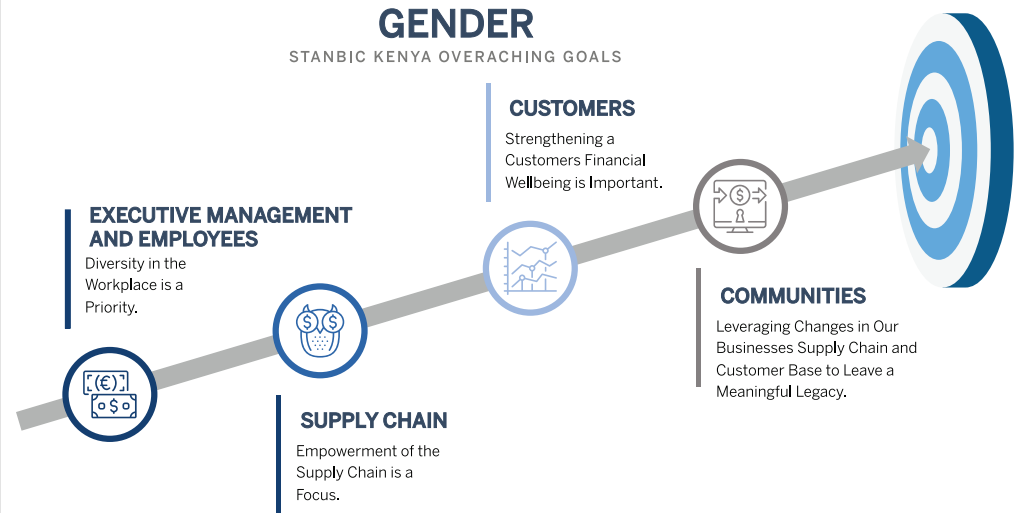 GENDER
STANBIC KENYA OVERACHING GOALS
CUSTOMERS
Strengthening a
Customers Financial
Wellbeing is Important.
EXECUTIVE MANAGEMENT
AND EMPLOYEES
Diversity in the
Workplace is a
Priority.
COMMUNITIES
Leveraging Changes in Our
Businesses Supply Chain and
Customer Base to Leave a
Meaningful Legacy.
SUPPLY CHAIN
Empowerment of the
Supply Chain is a
Focus.
(€)
$
$ $
$